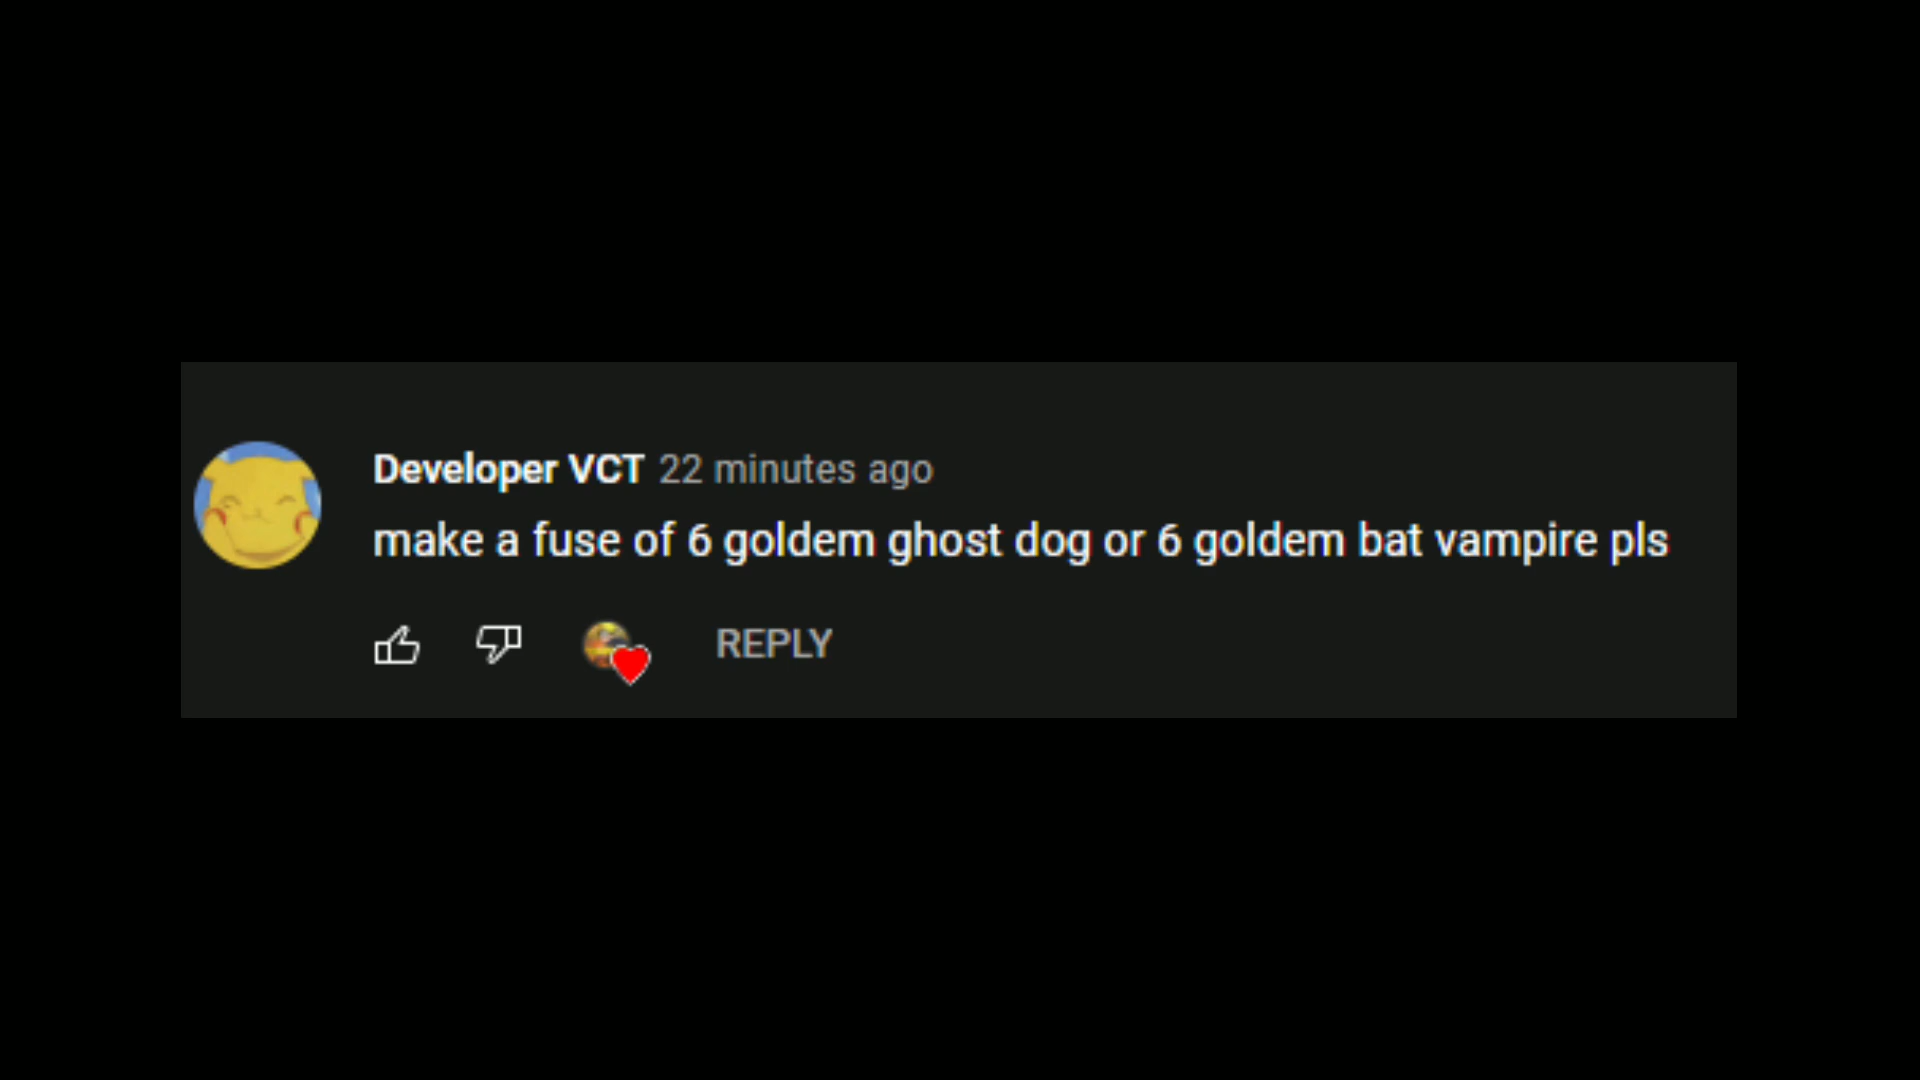 Developer VCT 22 minutes ago
make a fuse of 6 goldem ghost dog or 6 goldem bat vampire pls
REPLY